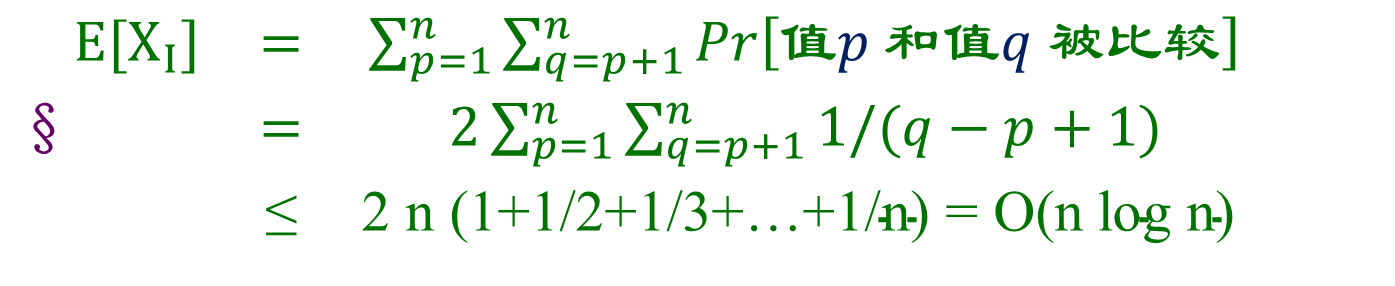 E[X_I] = ∑_{p=1}^{n} ∑_{q=p+1}^{n} Pr[值p 和值q 被比较]
§ = 2 ∑_{p=1}^{n} ∑_{q=p+1}^{n} 1/(q − p + 1)
≤ 2 n (1+1/2+1/3+…+1/n) = O(n log n)